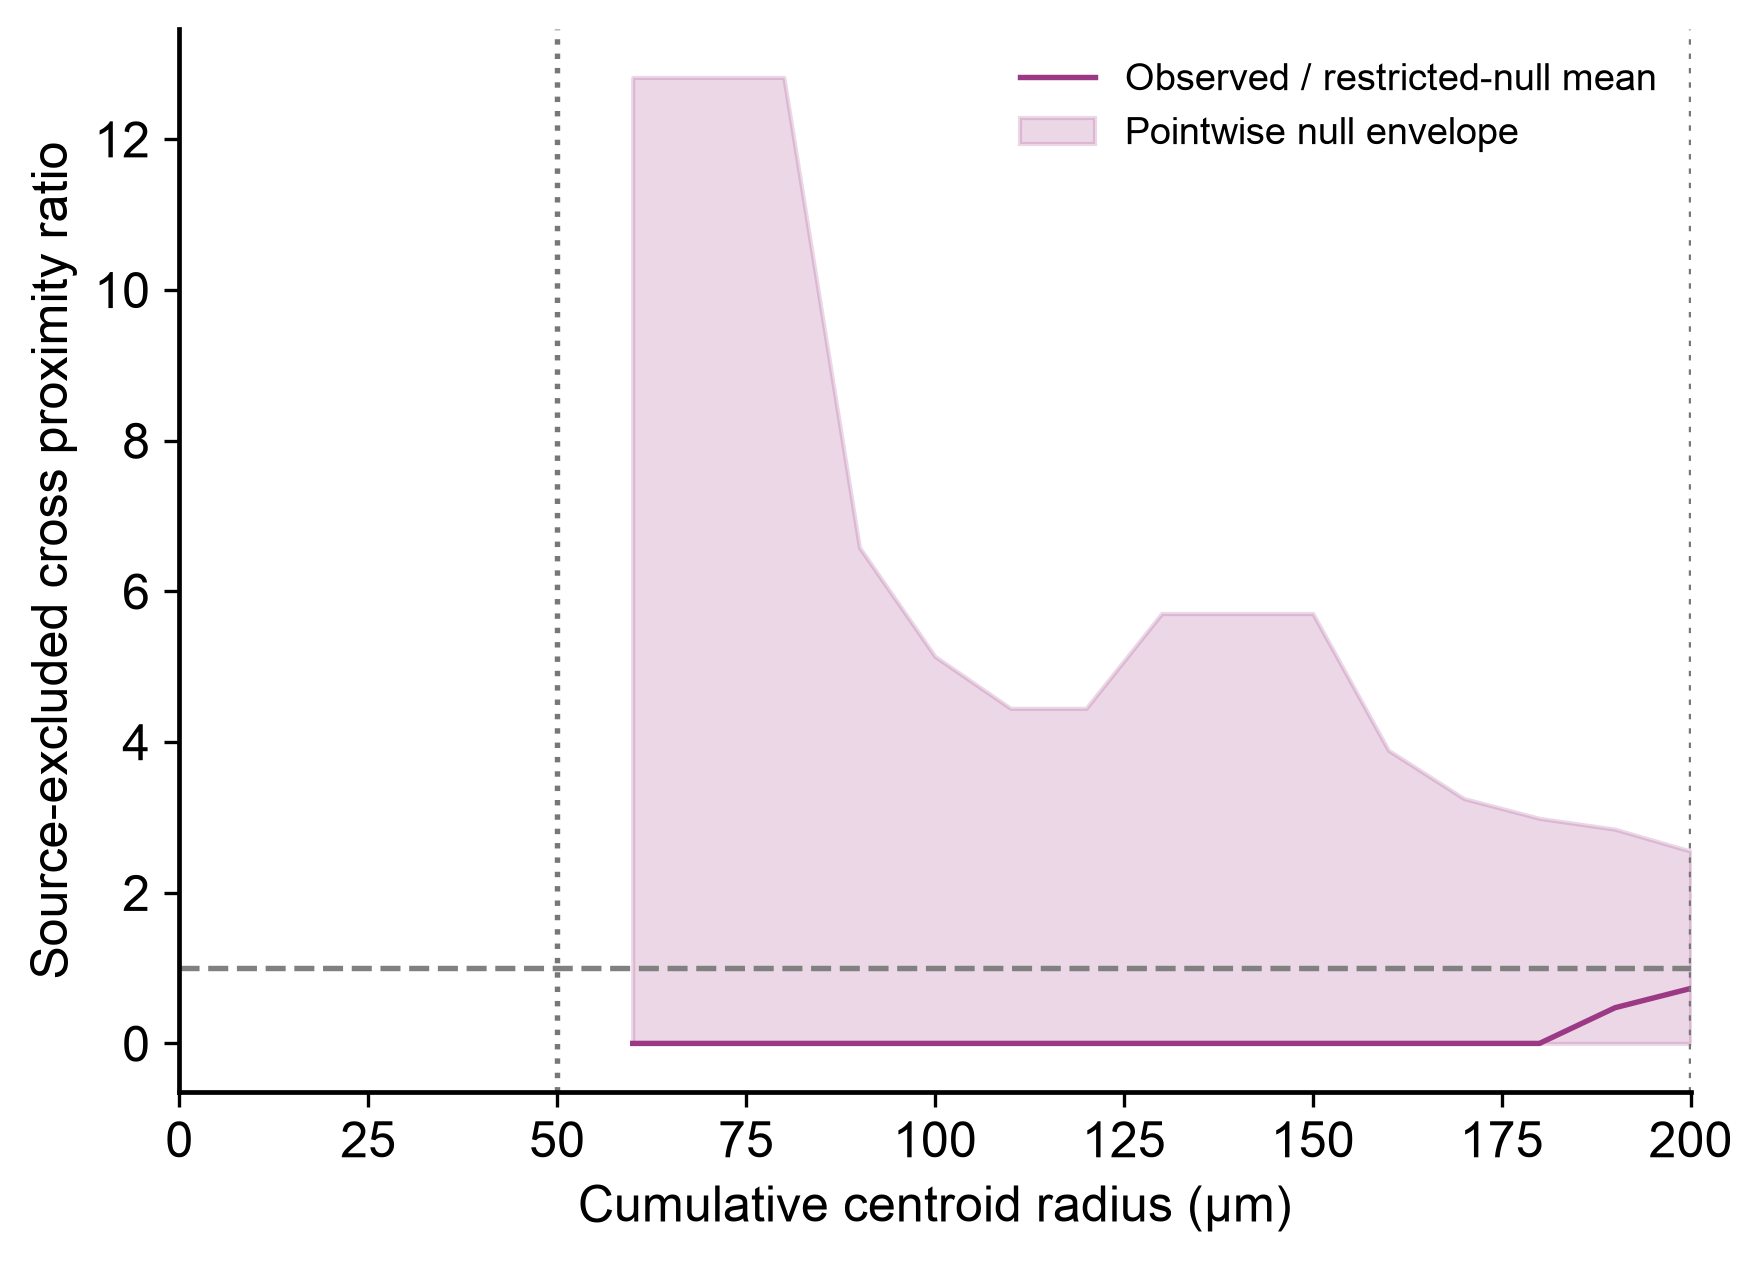 Observed / restricted-null mean
Pointwise null envelope
Source-excluded cross proximity ratio
12
10
8
6
4
2
0
0 25 50 75 100 125 150 175 200
Cumulative centroid radius (µm)